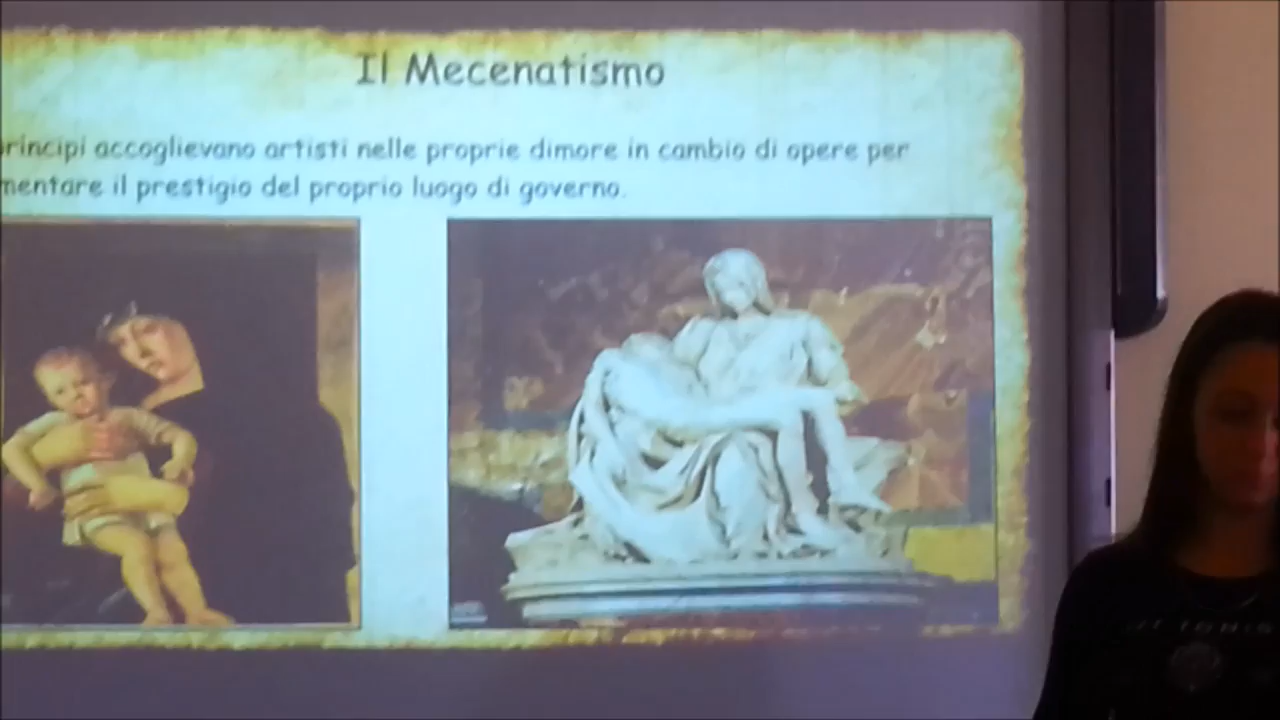 Il Mecenatismo
principi accoglievano artisti nelle proprie dimore in cambio di opere per
mentare il prestigio del proprio luogo di governo.